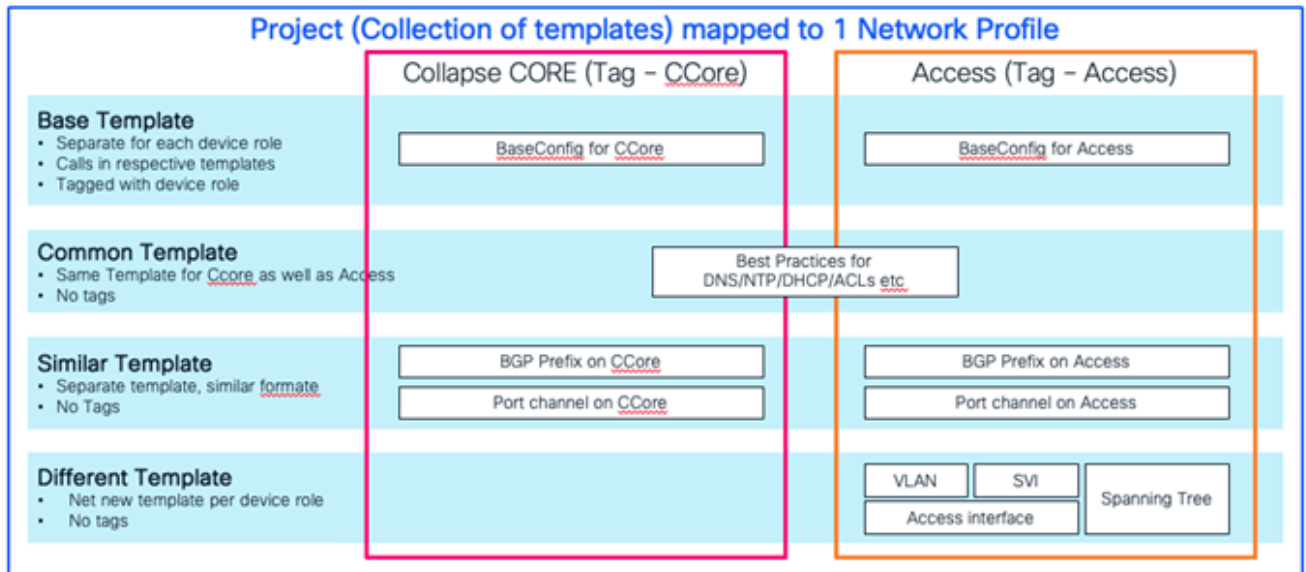 Project (Collection of templates) mapped to 1 Network Profile
Collapse CORE (Tag – CCore)
Access (Tag – Access)
Base Template
• Separate for each device role
• Calls in respective templates
• Tagged with device role
BaseConfig for CCore
BaseConfig for Access
Common Template
• Same Template for Ccore as well as Access
• No tags
Best Practices for
DNS/NTP/DHCP/ACLs etc
Similar Template
• Separate template, similar formate
• No Tags
BGP Prefix on CCore
Port channel on CCore
BGP Prefix on Access
Port channel on Access
Different Template
• Net new template per device role
• No tags
VLAN
SVI
Access interface
Spanning Tree